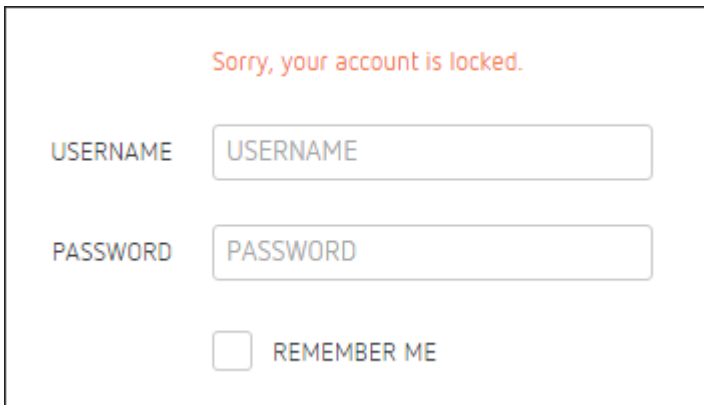 Sorry, your account is locked.
USERNAME USERNAME
PASSWORD PASSWORD
REMEMBER ME